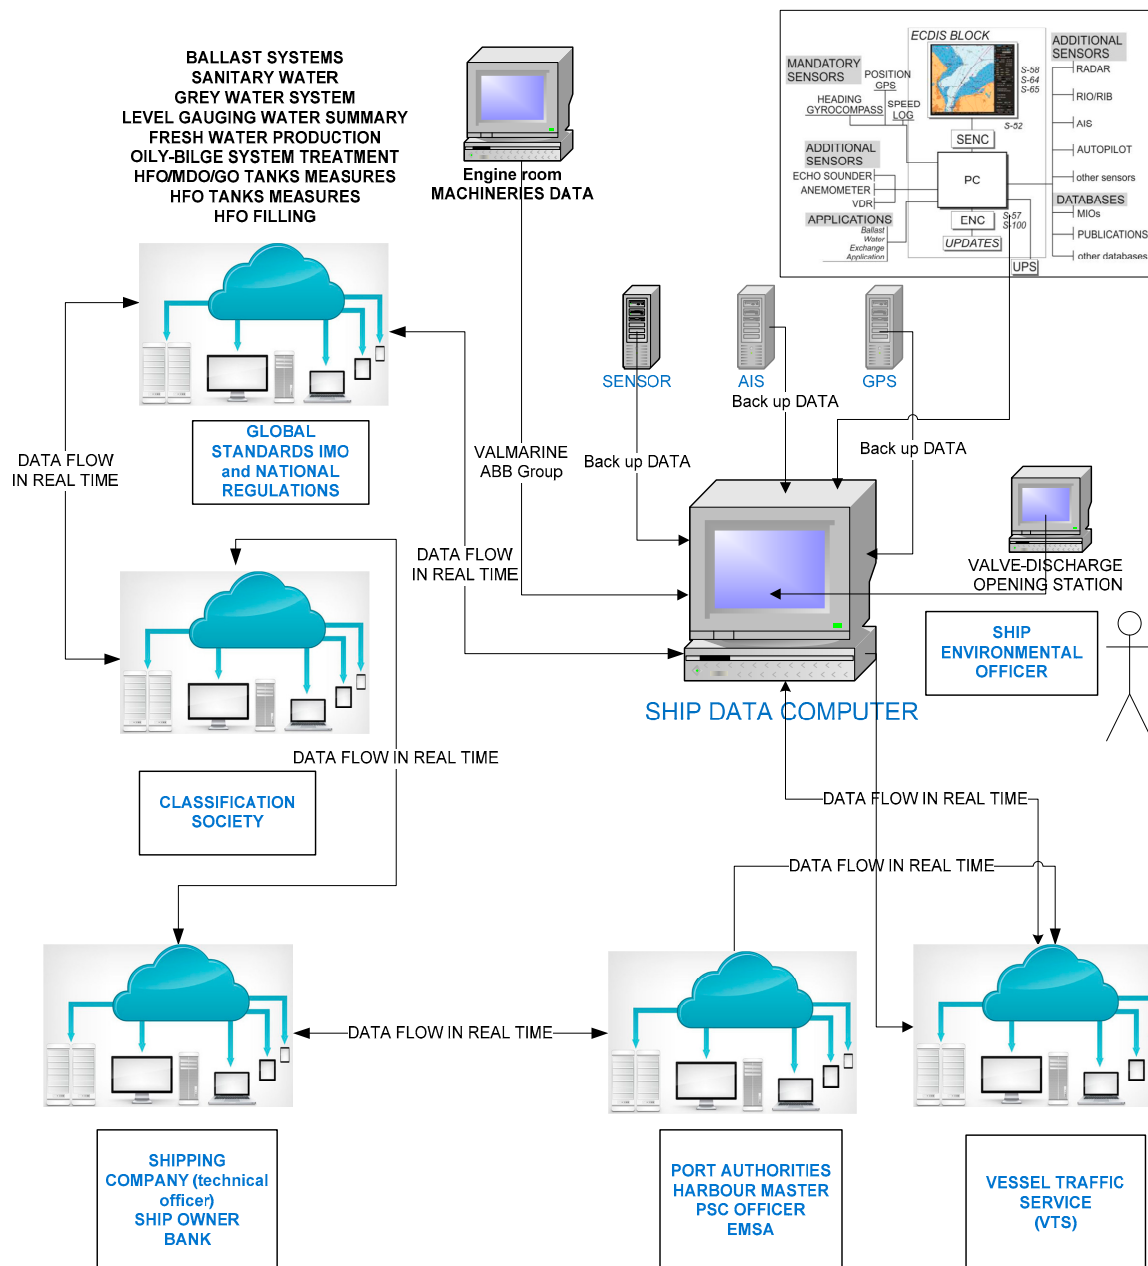 BALLAST SYSTEMS
SANITARY WATER
GREY WATER SYSTEM
LEVEL GAUGING WATER SUMMARY
FRESH WATER PRODUCTION
OILY-BILGE SYSTEM TREATMENT
HFO/MDO/GO TANKS MEASURES
HFO TANKS MEASURES
HFO FILLING
Engine room
MACHINERIES DATA
ECDIS BLOCK
MANDATORY
SENSORS
POSITION
GPS
HEADING
GYROCOMPASS
SPEED
LOG
S-58
S-64
S-65
S-52
SENC
ADDITIONAL
SENSORS
RADAR
RIO/RIB
AIS
AUTOPILOT
other sensors
ADDITIONAL
SENSORS
ECHO SOUNDER
ANEMOMETER
VDR
PC
DATABASES
MIOs
PUBLICATIONS
other databases
APPLICATIONS
Ballast
Water
Exchange
Application
ENC
S-57
S-100
UPDATES
UPS
SENSOR
AIS
GPS
Back up DATA
Back up DATA
Back up DATA
GLOBAL
STANDARDS IMO
and NATIONAL
REGULATIONS
DATA FLOW
IN REAL TIME
VALMARINE
ABB Group
DATA FLOW
IN REAL TIME
VALVE-DISCHARGE
OPENING STATION
SHIP
ENVIRONMENTAL
OFFICER
SHIP DATA COMPUTER
DATA FLOW IN REAL TIME
CLASSIFICATION
SOCIETY
DATA FLOW IN REAL TIME
DATA FLOW IN REAL TIME
DATA FLOW IN REAL TIME
SHIPPING
COMPANY (technical
officer)
SHIP OWNER
BANK
PORT AUTHORITIES
HARBOUR MASTER
PSC OFFICER
EMSA
VESSEL TRAFFIC
SERVICE
(VTS)